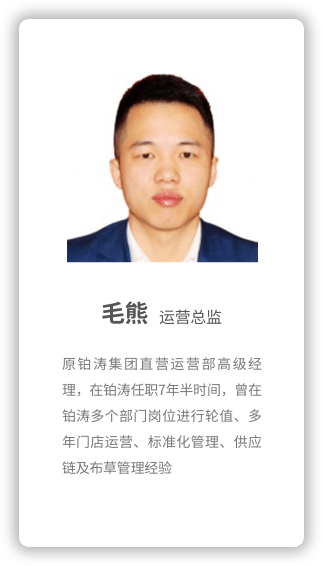 毛熊 运营总监
原铂涛集团直营运营部高级经
理，在铂涛任职7年半时间，曾在
铂涛多个部门岗位进行轮值、多
年门店运营、标准化管理、供应
链及布草管理经验